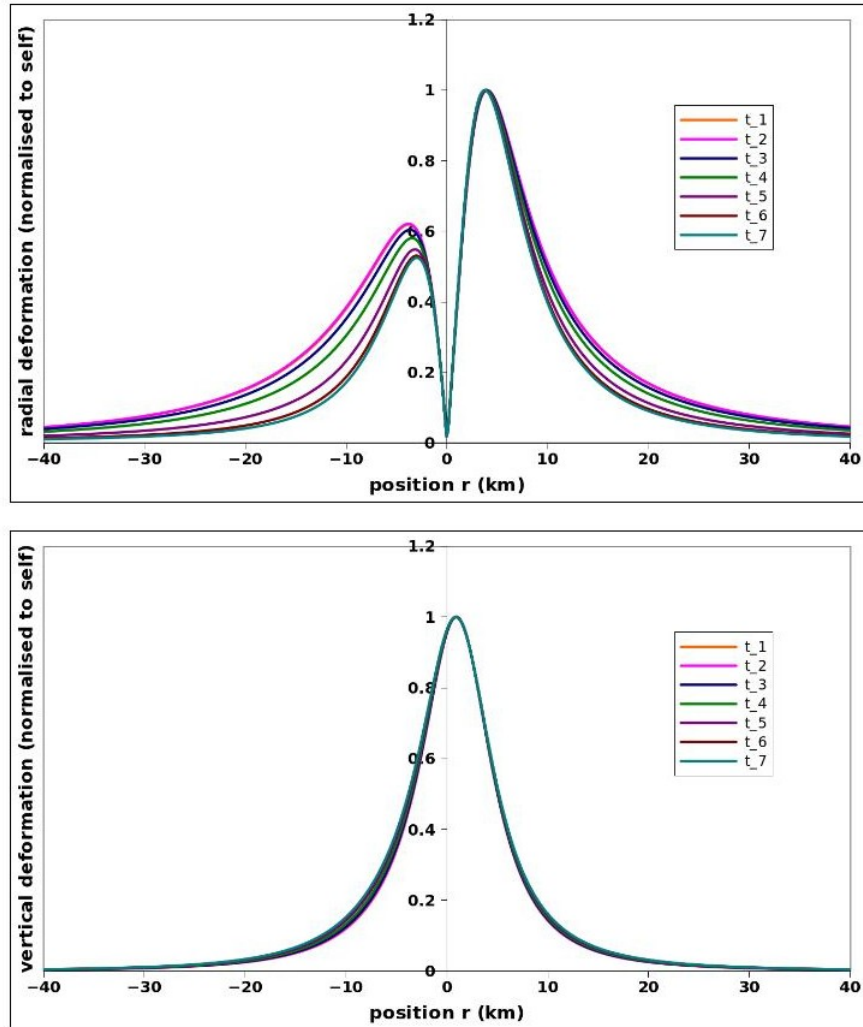 radial deformation (normalised to self)
1.2
1
0.8
0.6
0.4
0.2
0
−40
−30
−20
−10
0
10
20
30
40
position r (km)
t_1
t_2
t_3
t_4
t_5
t_6
t_7
vertical deformation (normalised to self)
1.2
1
0.8
0.6
0.4
0.2
0
−40
−30
−20
−10
0
10
20
30
40
position r (km)
t_1
t_2
t_3
t_4
t_5
t_6
t_7